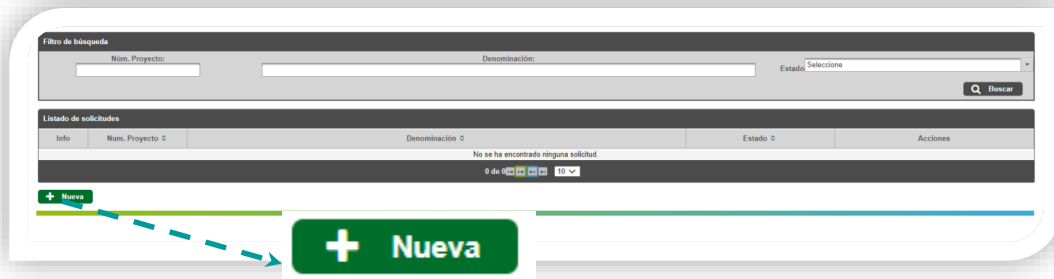 Filtro de búsqueda
Núm. Proyecto: Denominación: Estado Seleccione
Buscar
Listado de solicitudes
Info Num. Proyecto Denominación Estado Acciones
No se ha encontrado ninguna solicitud.
0 de 0 10
Nueva
Nueva